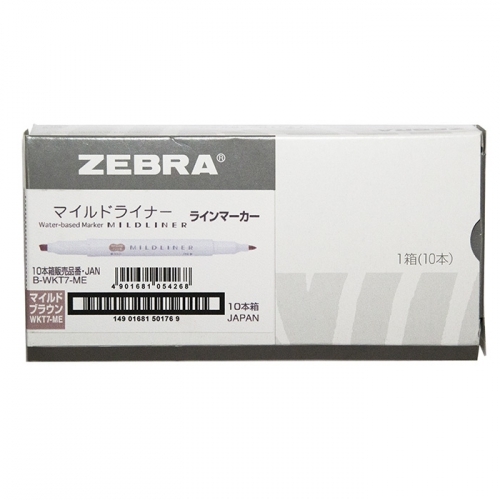 ZEBRA®
マイルドライナー ラインマーカー
Water-based Marker MILDLINER
1箱(10本)
10本箱販売品番・JAN
B-WKT7-ME
4 901681 054268
マイルド
ブラウン
WKT7-ME
10本箱
149 01681 50176 9
JAPAN